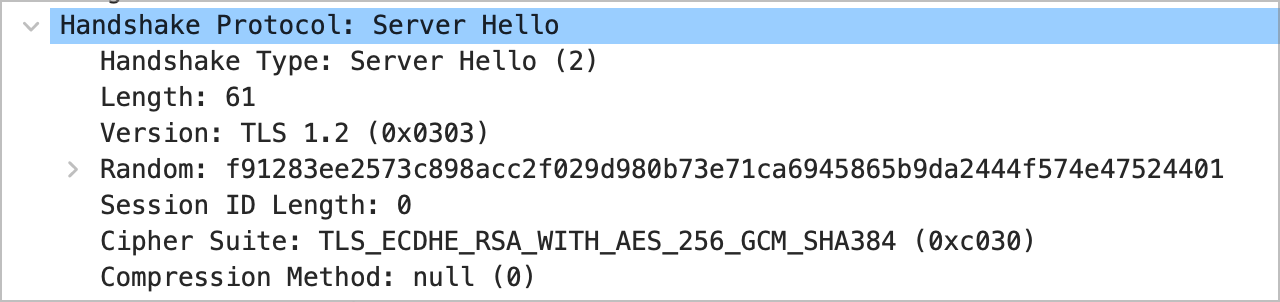 Handshake Protocol: Server Hello
Handshake Type: Server Hello (2)
Length: 61
Version: TLS 1.2 (0x0303)
Random: f91283ee2573c898acc2f029d980b73e71ca6945865b9da2444f574e47524401
Session ID Length: 0
Cipher Suite: TLS_ECDHE_RSA_WITH_AES_256_GCM_SHA384 (0xc030)
Compression Method: null (0)